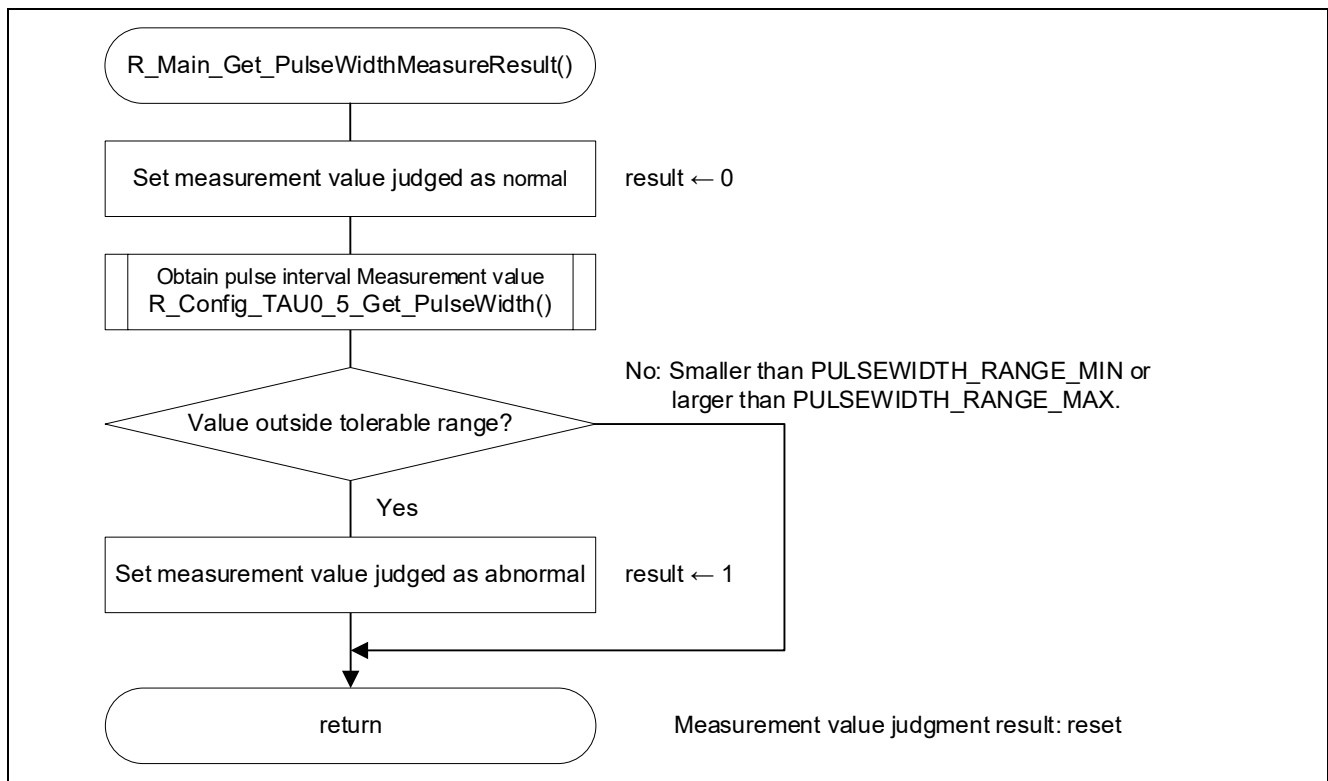 R_Main_Get_PulseWidthMeasureResult()
Set measurement value judged as normal
result ← 0
Obtain pulse interval Measurement value
R_Config_TAU0_5_Get_PulseWidth()
No: Smaller than PULSEWIDTH_RANGE_MIN or
larger than PULSEWIDTH_RANGE_MAX.
Value outside tolerable range?
Yes
Set measurement value judged as abnormal
result ← 1
return
Measurement value judgment result: reset